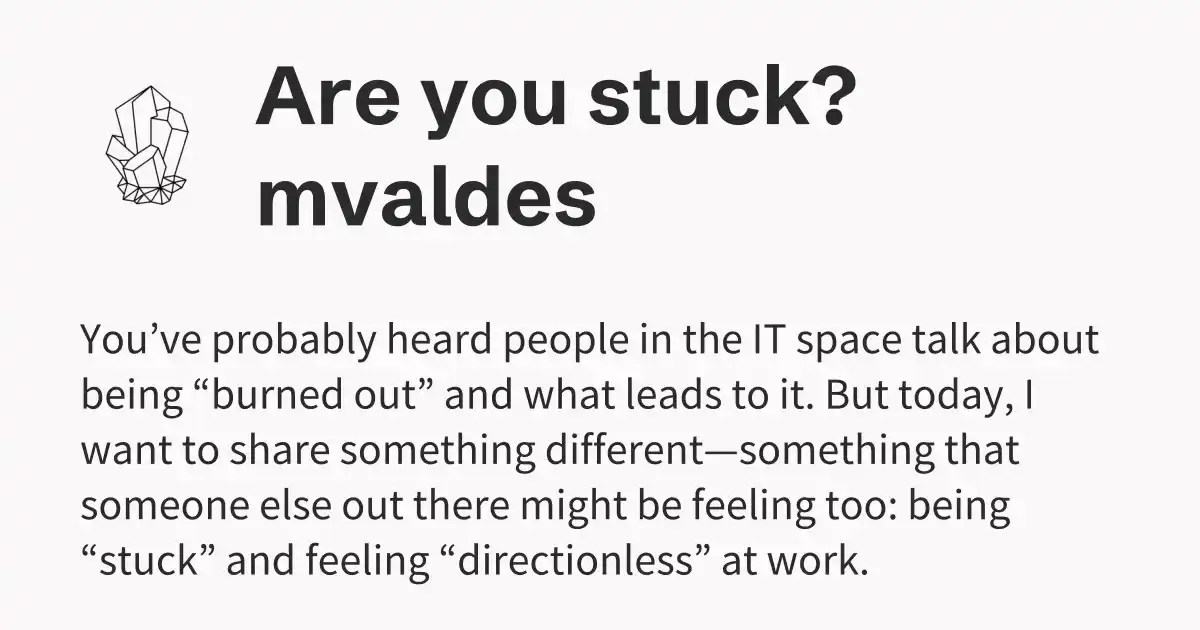 Are you stuck?
mvaldes
You’ve probably heard people in the IT space talk about
being “burned out” and what leads to it. But today, I
want to share something different—something that
someone else out there might be feeling too: being
“stuck” and feeling “directionless” at work.